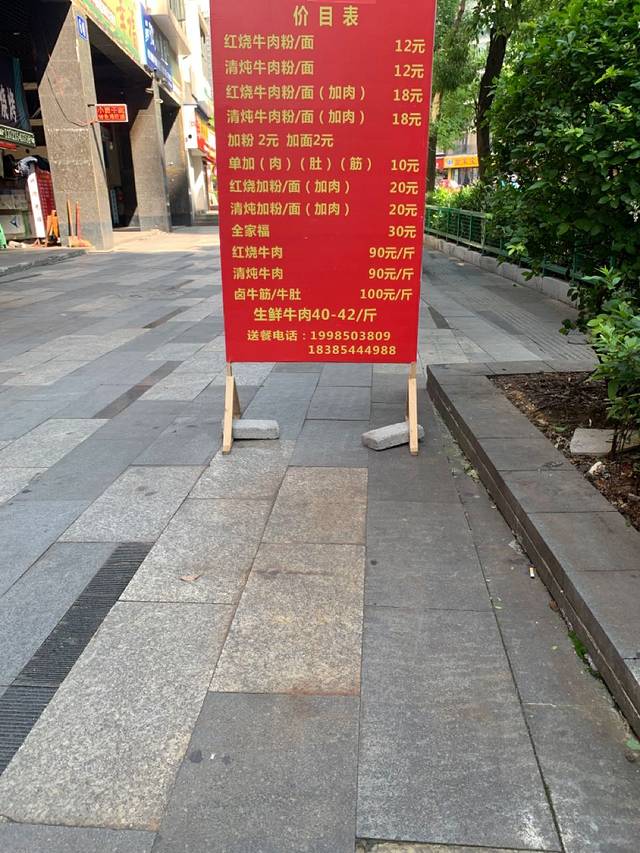 价目表
红烧牛肉粉/面 12元
清炖牛肉粉/面 12元
红烧牛肉粉/面（加肉） 18元
清炖牛肉粉/面（加肉） 18元
加粉 2元 加面2元
单加（肉）（肚）（筋） 10元
红烧加粉/面（加肉） 20元
清炖加粉/面（加肉） 20元
全家福 30元
红烧牛肉 90元/斤
清炖牛肉 90元/斤
卤牛筋/牛肚 100元/斤
生鲜牛肉40-42/斤
送餐电话：1998503809
18385444988